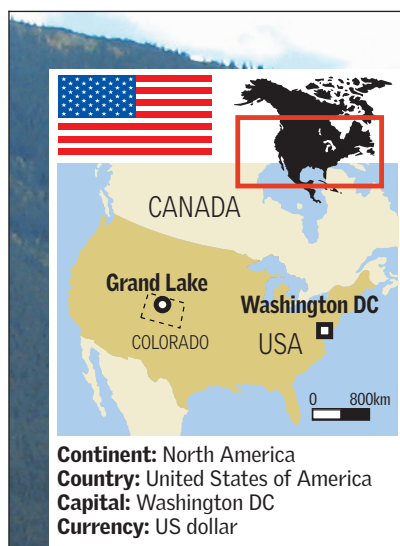 CANADA
Grand Lake
Washington DC
COLORADO
USA
0 800km
Continent: North America
Country: United States of America
Capital: Washington DC
Currency: US dollar